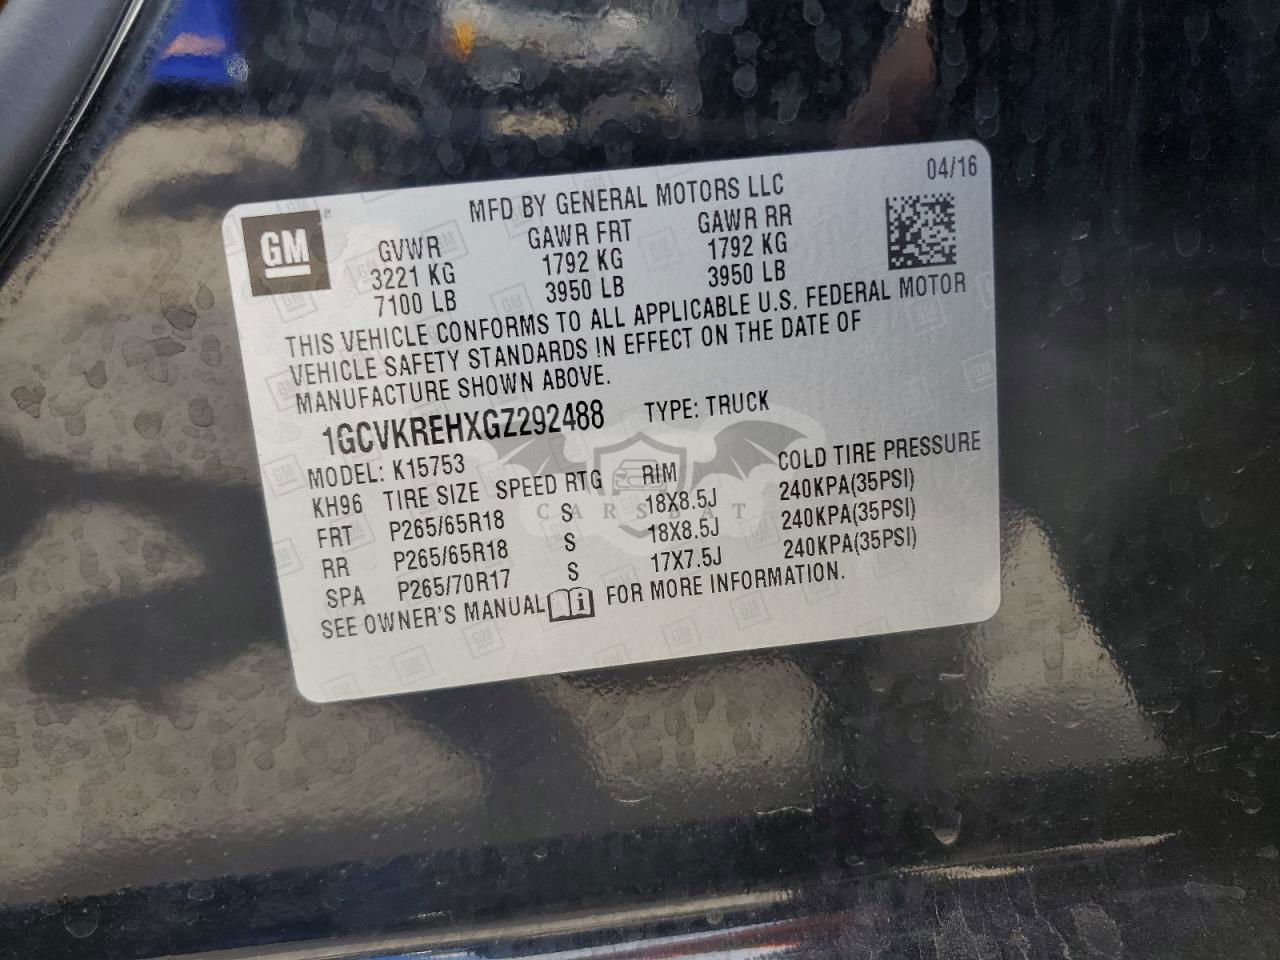 04/16
MFD BY GENERAL MOTORS LLC
GM ®
GVWR GAWR FRT GAWR RR
3221 KG 1792 KG 1792 KG
7100 LB 3950 LB 3950 LB
THIS VEHICLE CONFORMS TO ALL APPLICABLE U.S. FEDERAL MOTOR
VEHICLE SAFETY STANDARDS IN EFFECT ON THE DATE OF
MANUFACTURE SHOWN ABOVE.
1GCVKREHXGZ292488 TYPE: TRUCK
MODEL: K15753
KH96 TIRE SIZE SPEED RTG RIM COLD TIRE PRESSURE
FRT P265/65R18 S 18X8.5J 240KPA(35PSI)
RR P265/65R18 S 18X8.5J 240KPA(35PSI)
SPA P265/70R17 S 17X7.5J 240KPA(35PSI)
SEE OWNER'S MANUAL i FOR MORE INFORMATION.
CARSBAT